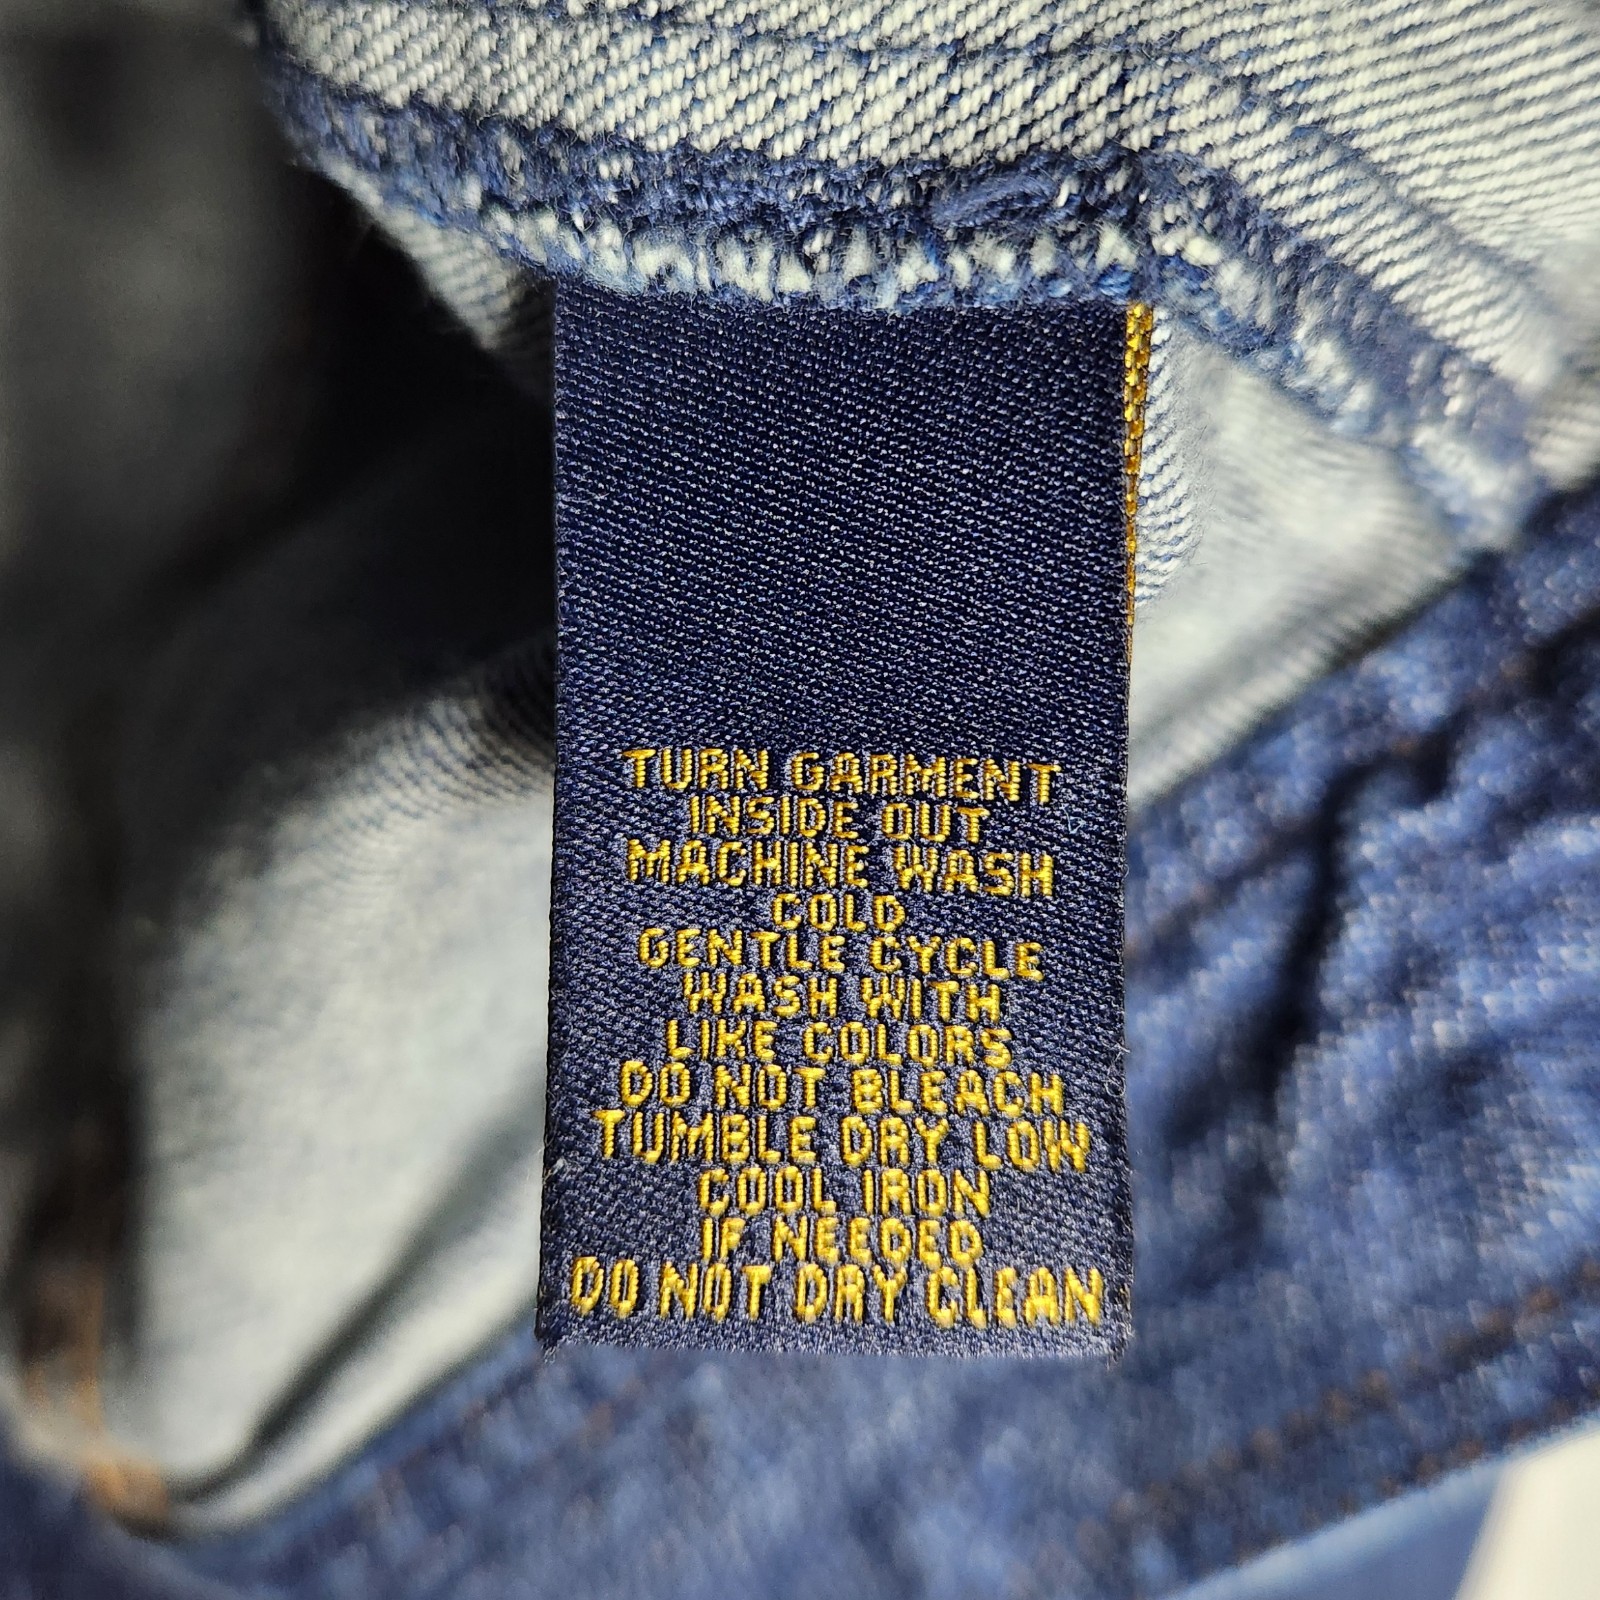 TURN GARMENT
INSIDE OUT
MACHINE WASH
COLD
GENTLE CYCLE
WASH WITH
LIKE COLORS
DO NOT BLEACH
TUMBLE DRY LOW
COOL IRON
IF NEEDED
DO NOT DRY CLEAN